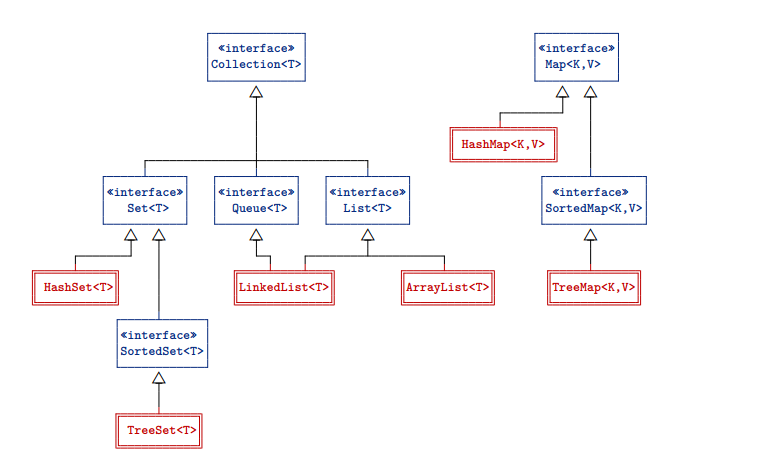 «interface»
Collection<T>
«interface»
Map<K,V>
HashMap<K,V>
«interface»
Set<T>
«interface»
Queue<T>
«interface»
List<T>
«interface»
SortedMap<K,V>
HashSet<T>
LinkedList<T>
ArrayList<T>
TreeMap<K,V>
«interface»
SortedSet<T>
TreeSet<T>